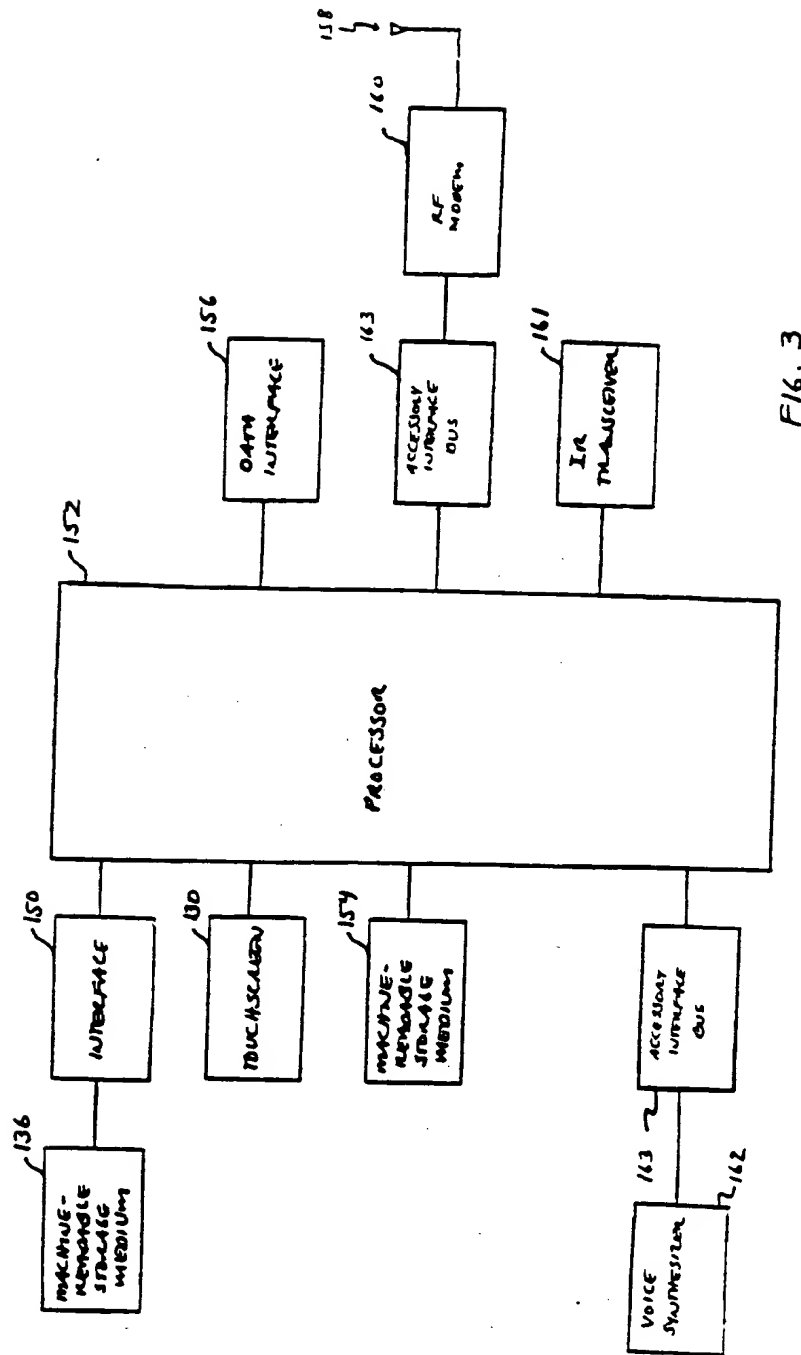 136
MACHINE-
READABLE
STORAGE
MEDIUM
150
INTERFACE
130
TOUCHSCREEN
154
MACHINE-
READABLE
STORAGE
MEDIUM
VOICE
SYNTHESIZER
162
163
ACCESSORY
INTERFACE
BUS
152
PROCESSOR
156
DATA
INTERFACE
163
ACCESSORY
INTERFACE
BUS
161
IR
TRANSCEIVER
160
RF
MODEM
158
FIG. 3